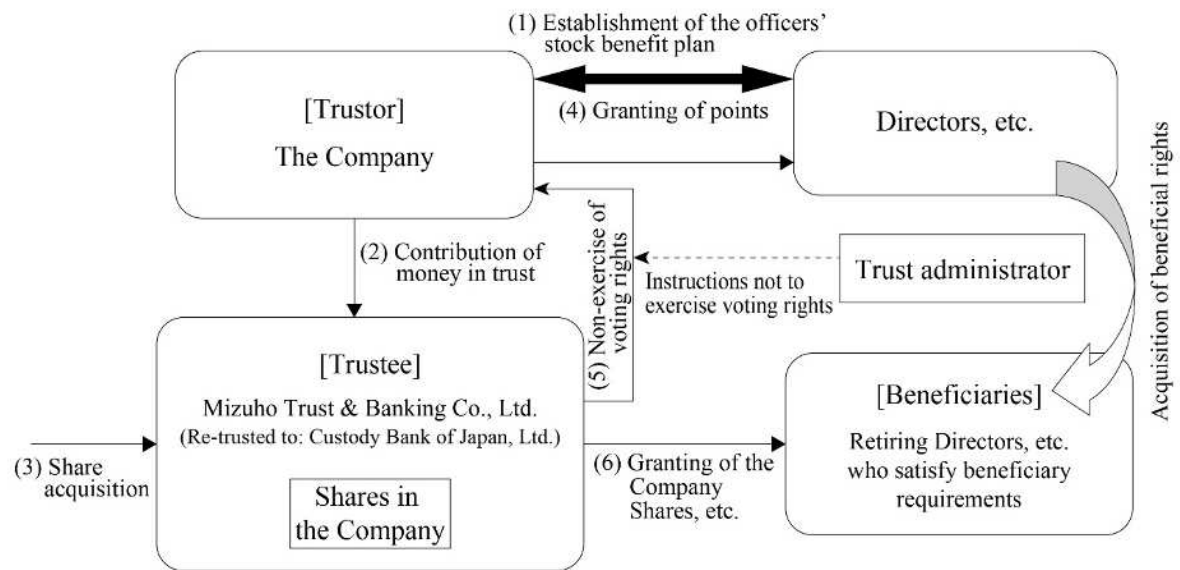 (1) Establishment of the officers’
stock benefit plan
[Trustor]
The Company
(4) Granting of points
Directors, etc.
(2) Contribution of
money in trust
(5) Non-exercise of
voting rights
Instructions not to
exercise voting rights
Trust administrator
Acquisition of beneficial rights
[Trustee]
Mizuho Trust & Banking Co., Ltd.
(Re-trusted to: Custody Bank of Japan, Ltd.)
Shares in
the Company
(3) Share
acquisition
(6) Granting of the
Company
Shares, etc.
[Beneficiaries]
Retiring Directors, etc.
who satisfy beneficiary
requirements